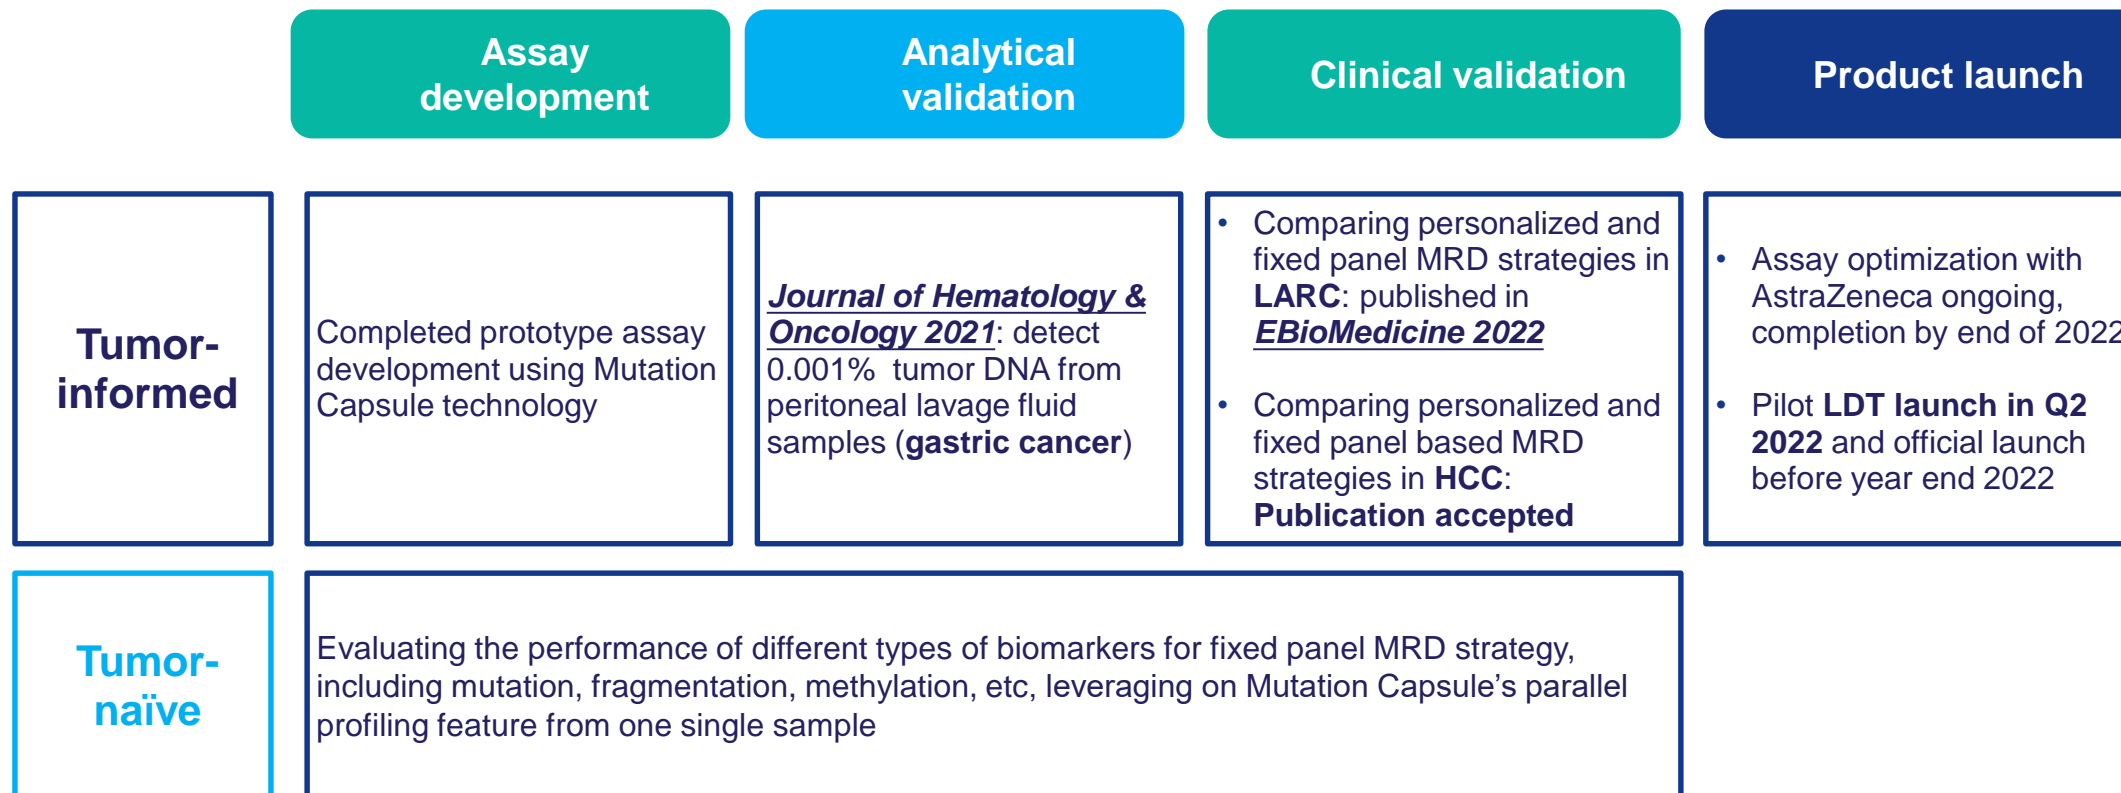 Assay
development
Analytical
validation
Clinical validation
Product launch
Tumor-
informed
Completed prototype assay
development using Mutation
Capsule technology
Journal of Hematology &
Oncology 2021: detect
0.001% tumor DNA from
peritoneal lavage fluid
samples (gastric cancer)
• Comparing personalized and
fixed panel MRD strategies in
LARC: published in
EBioMedicine 2022
• Comparing personalized and
fixed panel based MRD
strategies in HCC:
Publication accepted
• Assay optimization with
AstraZeneca ongoing,
completion by end of 2022
• Pilot LDT launch in Q2
2022 and official launch
before year end 2022
Tumor-
naïve
Evaluating the performance of different types of biomarkers for fixed panel MRD strategy,
including mutation, fragmentation, methylation, etc, leveraging on Mutation Capsule’s parallel
profiling feature from one single sample